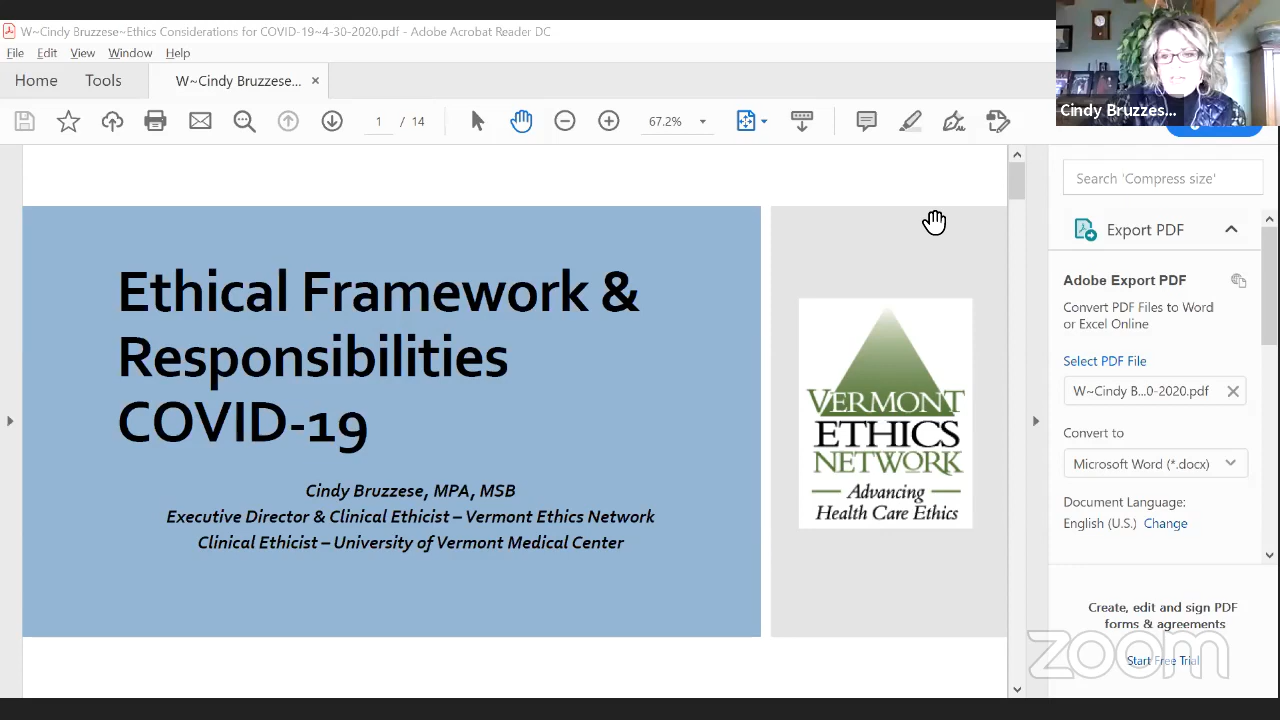 W~Cindy Bruzzese~Ethics Considerations for COVID-19~4-30-2020.pdf - Adobe Acrobat Reader DC
File Edit View Window Help
Home Tools W~Cindy Bruzzese... ×
/ 14 67.2%
Cindy Bruzzes...
Search 'Compress size'
Export PDF
Adobe Export PDF
Convert PDF Files to Word
or Excel Online
Select PDF File
W~Cindy B...0-2020.pdf
Convert to
Microsoft Word (*.docx)
Document Language:
English (U.S.) Change
Create, edit and sign PDF
forms & agreements
Start Free Trial
zoom
Ethical Framework &
Responsibilities
COVID-19
Cindy Bruzzese, MPA, MSB
Executive Director & Clinical Ethicist – Vermont Ethics Network
Clinical Ethicist – University of Vermont Medical Center
VERMONT
ETHICS
NETWORK
Advancing
Health Care Ethics